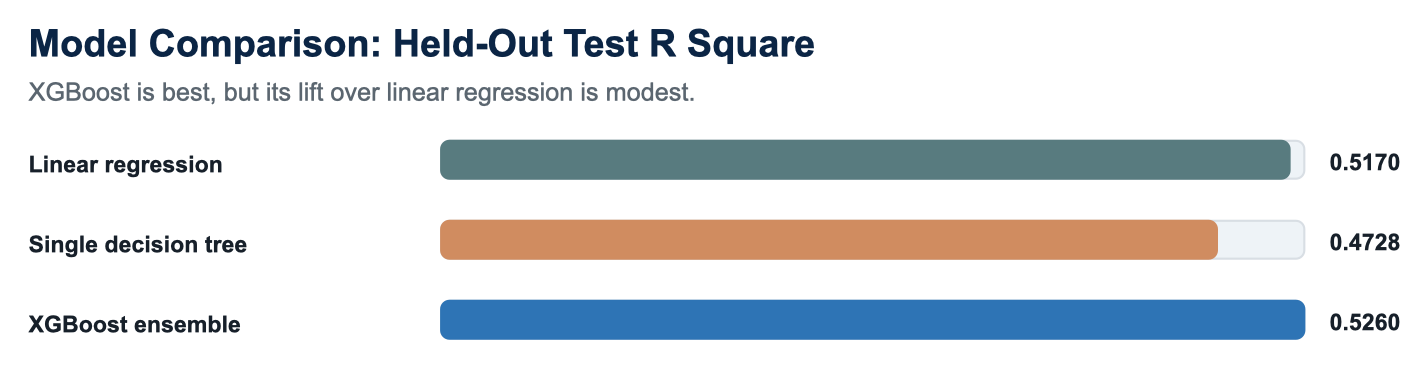 Model Comparison: Held-Out Test R Square
XGBoost is best, but its lift over linear regression is modest.
Linear regression 0.5170
Single decision tree 0.4728
XGBoost ensemble 0.5260